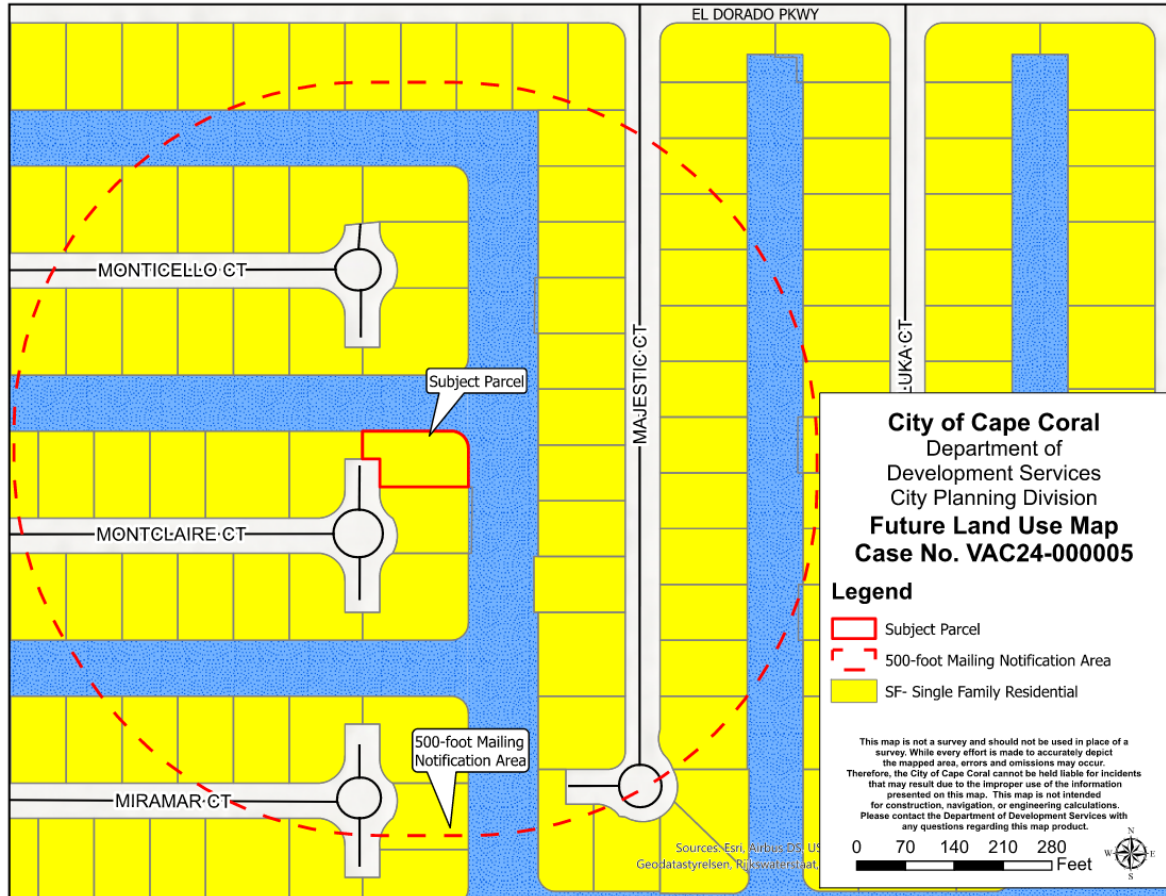 EL DORADO PKWY
MONTICELLO CT
Subject Parcel
MAJESTIC CT
LUKA CT
MONTCLAIRE CT
500-foot Mailing
Notification Area
MIRAMAR CT
City of Cape Coral
Department of
Development Services
City Planning Division
Future Land Use Map
Case No. VAC24-000005
Legend
Subject Parcel
500-foot Mailing Notification Area
SF- Single Family Residential
This map is not a survey and should not be used in place of a
survey. While every effort is made to accurately depict
the mapped area, errors and omissions may occur.
Therefore, the City of Cape Coral cannot be held liable for incidents
that may result due to the improper use of the information
presented on this map. This map is not intended
for construction, navigation, or engineering calculations.
Please contact the Department of Development Services with
any questions regarding this map product.
0 70 140 210 280
Feet
N
W E
S
Sources: Esri, Airbus DS, US
Geodatastyrelsen, Rijkswaterstaat,